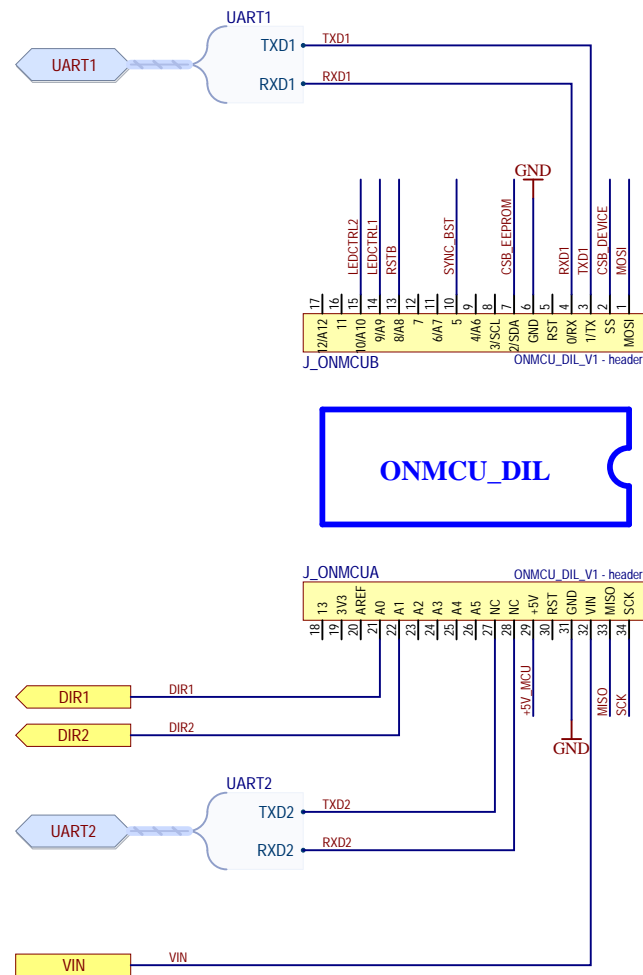 UART1
TXD1
TXD1
UART1
RXD1
RXD1
GND
LEDCTRL2
LEDCTRL1
RSTB
SYNC_BST
CSB_EEPROM
RXD1
TXD1
CSB_DEVICE
MOSI
17 16 15 14 13 12 11 10 9 8 7 6 5 4 3 2 1
12/A12 11 10/A10 9/A9 8/A8 7 6/A7 5 4/A6 3/SCL 2/SDA GND RST 0/RX 1/TX SS MOSI
J_ONMCUB
ONMCU_DIL_V1 - header
ONMCU_DIL
J_ONMCUA
ONMCU_DIL_V1 - header
13 3V3 AREF A0 A1 A2 A3 A4 A5 NC NC +5V RST GND VIN MISO SCK
18 19 20 21 22 23 24 25 26 27 28 29 30 31 32 33 34
+5V_MCU
MISO
SCK
DIR1
DIR1
DIR2
DIR2
GND
UART2
TXD2
TXD2
UART2
RXD2
RXD2
VIN
VIN